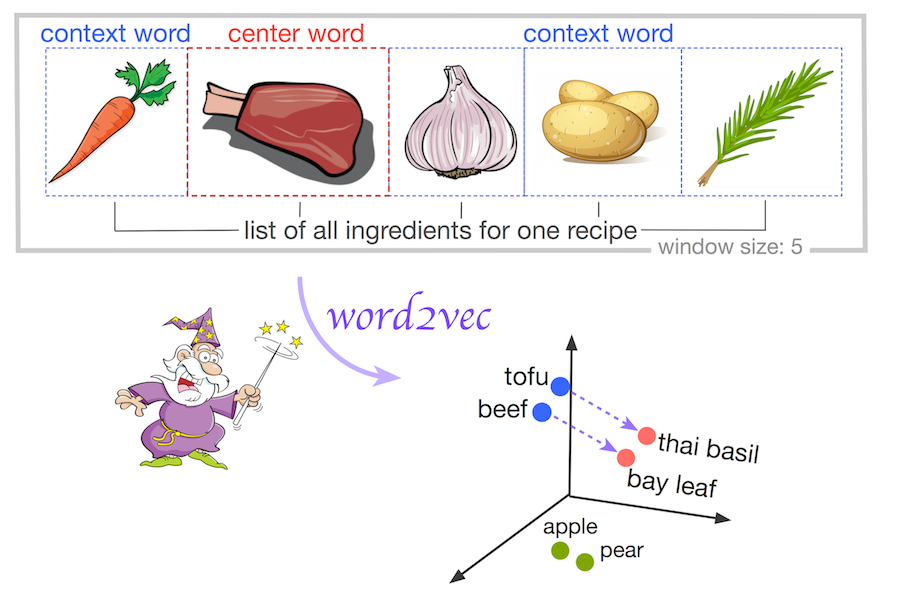 context word center word context word
list of all ingredients for one recipe
window size: 5
word2vec
tofu
beef
thai basil
bay leaf
apple
pear